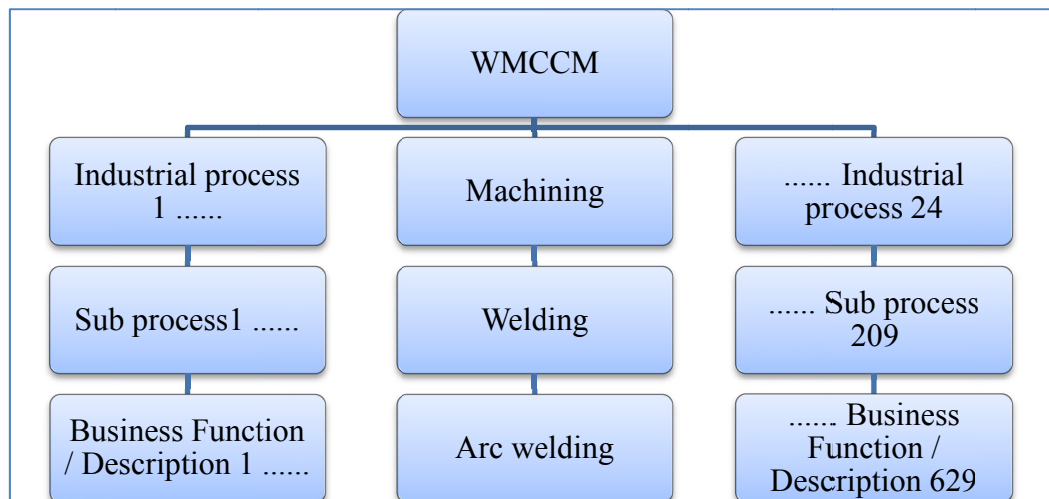 WMCCM
Industrial process
1 ......
Machining
...... Industrial
process 24
Sub process1 ......
Welding
...... Sub process
209
Business Function
/ Description 1 ......
Arc welding
...... Business
Function /
Description 629